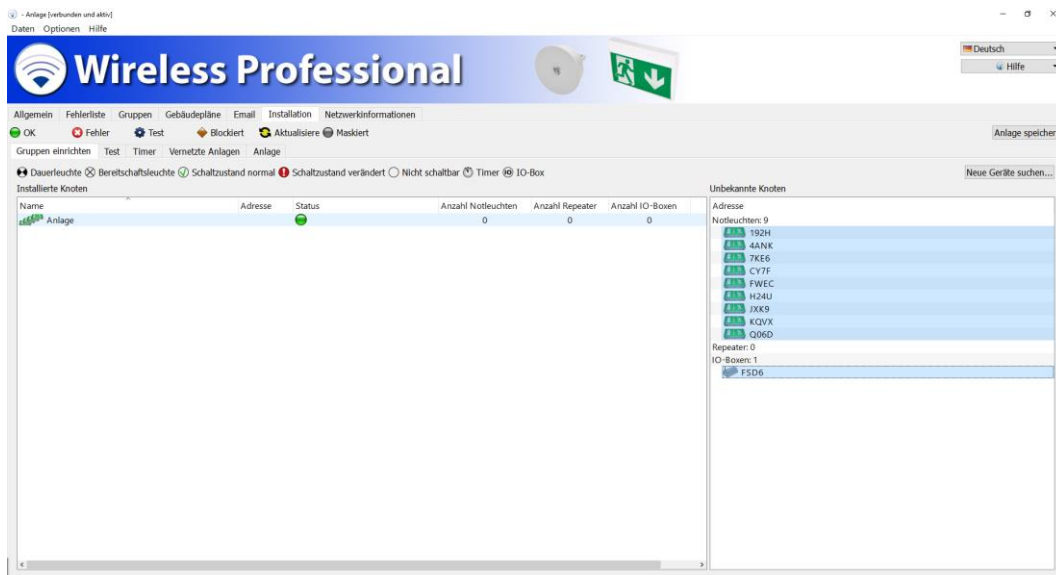 - Anlage [verbunden und aktiv]
Daten Optionen Hilfe
Wireless Professional
Deutsch
Hilfe
Allgemein Fehlerliste Gruppen Gebäudepläne Email Installation Netzwerkinformationen
OK Fehler Test Blockiert Aktualisiere Maskiert
Anlage speicher
Gruppen einrichten Test Timer Vernetzte Anlagen Anlage
Dauerleuchte Bereitschaftsleuchte Schaltzustand normal Schaltzustand verändert Nicht schaltbar Timer IO-Box
Neue Geräte suchen...
Installierte Knoten
Name Adresse Status Anzahl Notleuchten Anzahl Repeater Anzahl IO-Boxen
Anlage 0 0 0
Unbekannte Knoten
Adresse
Notleuchten: 9
192H
4ANK
7KE6
CY7F
FWEC
H24U
JXK9
KQVX
Q06D
Repeater: 0
IO-Boxen: 1
FSD6